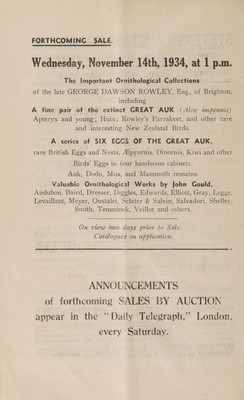 FORTHCOMING SALE.
Wednesday, November 14th, 1934, at 1 p.m.
The Important Ornithological Collections
of the late GEORGE DAWSON ROWLEY, Esq., of Brighton,
including
A fine pair of the extinct GREAT AUK (Alca impennis)
Apteryx and young; Huia; Rowley's Parrakeet, and other rare
and interesting New Zealand Birds.
A series of SIX EGGS OF THE GREAT AUK,
rare British Eggs and Nests, Æpyornis, Dinornis, Kiwi and other
Birds' Eggs in four handsome cabinets.
Auk, Dodo, Moa, and Mammoth remains.
Valuable Ornithological Works by John Gould,
Audubon, Baird, Dresser, Diggles, Edwards, Elliott, Gray, Legge,
Levaillant, Meyer, Oustalet, Sclater & Salvin, Salvadori, Shelley,
Smith, Temminck, Veillot and others.
On view two days prior to Sale.
Catalogues on application.
ANNOUNCEMENTS
of forthcoming SALES BY AUCTION
appear in the "Daily Telegraph," London,
every Saturday.